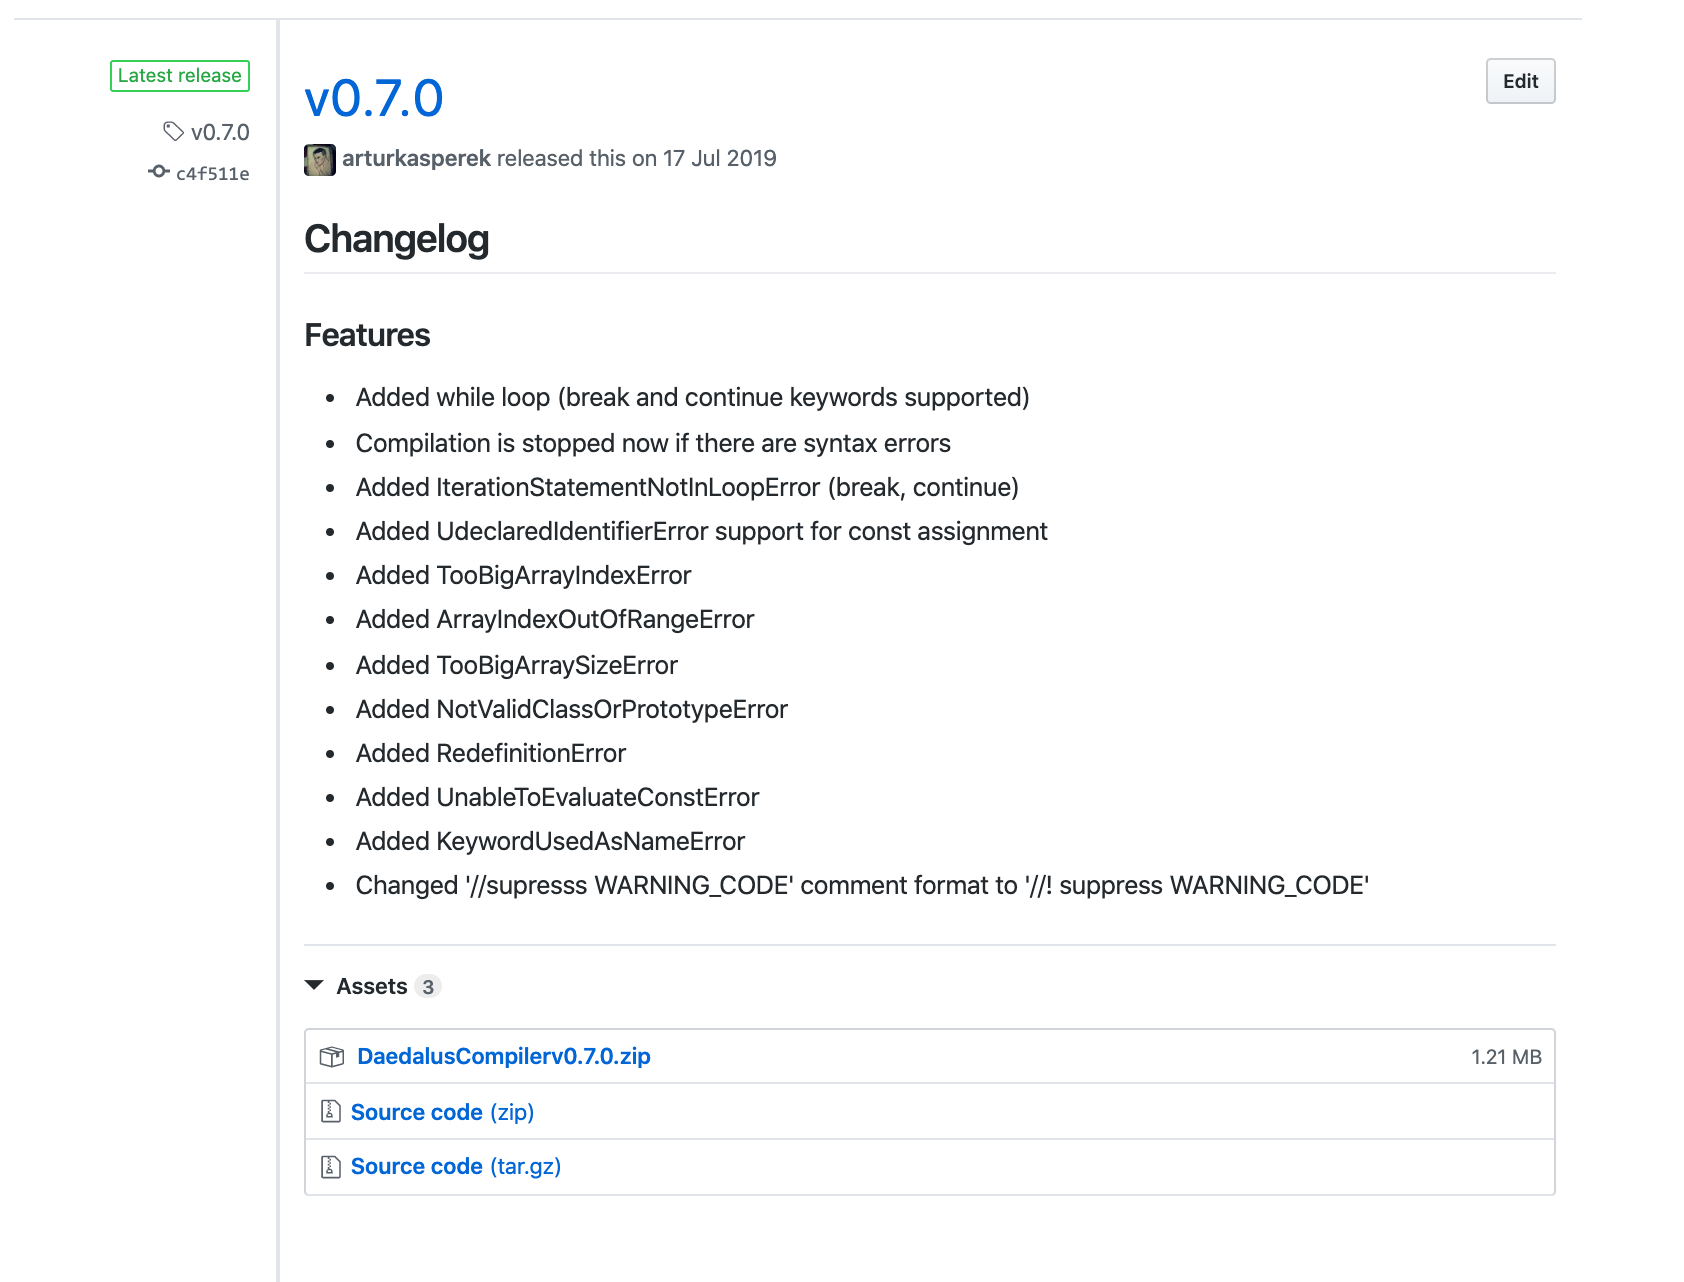 Latest release
v0.7.0
c4f511e
v0.7.0
Edit
arturkasperek released this on 17 Jul 2019
Changelog
Features
Added while loop (break and continue keywords supported)
Compilation is stopped now if there are syntax errors
Added IterationStatementNotInLoopError (break, continue)
Added UdeclaredIdentifierError support for const assignment
Added TooBigArrayIndexError
Added ArrayIndexOutOfRangeError
Added TooBigArraySizeError
Added NotValidClassOrPrototypeError
Added RedefinitionError
Added UnableToEvaluateConstError
Added KeywordUsedAsNameError
Changed '//supresss WARNING_CODE' comment format to '//! suppress WARNING_CODE'
Assets 3
DaedalusCompilerv0.7.0.zip 1.21 MB
Source code (zip)
Source code (tar.gz)